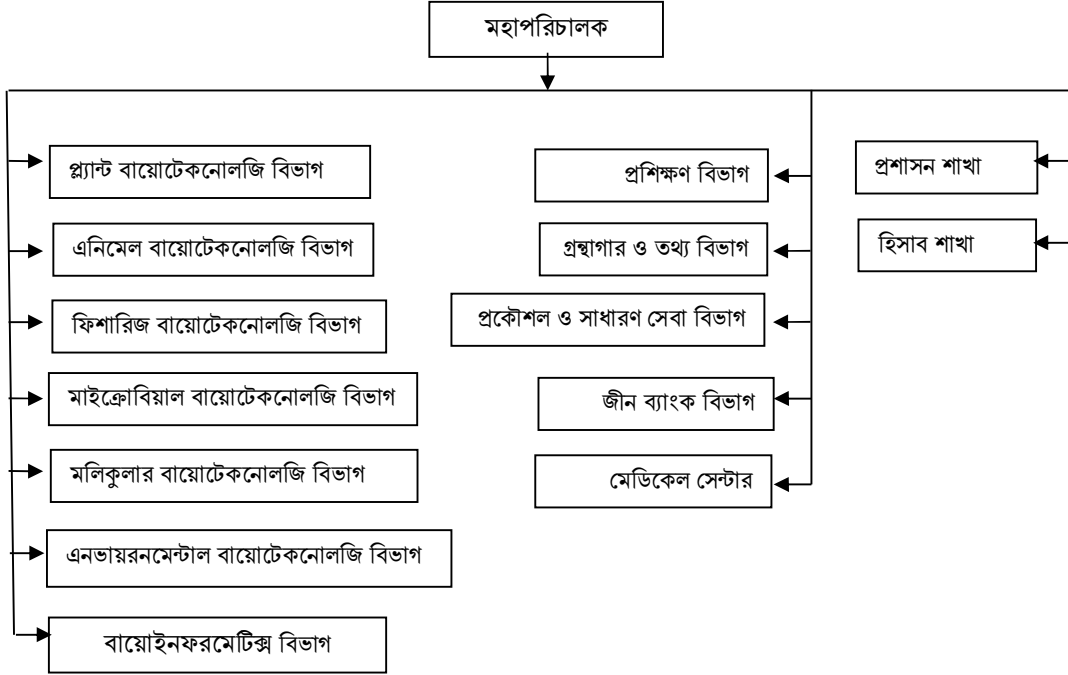 মহাপরিচালক
প্ল্যান্ট বায়োটেকনোলজি বিভাগ
এনিমেল বায়োটেকনোলজি বিভাগ
ফিশারিজ বায়োটেকনোলজি বিভাগ
মাইক্রোবিয়াল বায়োটেকনোলজি বিভাগ
মলিকুলার বায়োটেকনোলজি বিভাগ
এনভায়রনমেন্টাল বায়োটেকনোলজি বিভাগ
বায়োইনফরমেটিক্স বিভাগ
প্রশিক্ষণ বিভাগ
গ্রন্থাগার ও তথ্য বিভাগ
প্রকৌশল ও সাধারণ সেবা বিভাগ
জীন ব্যাংক বিভাগ
মেডিকেল সেন্টার
প্রশাসন শাখা
হিসাব শাখা